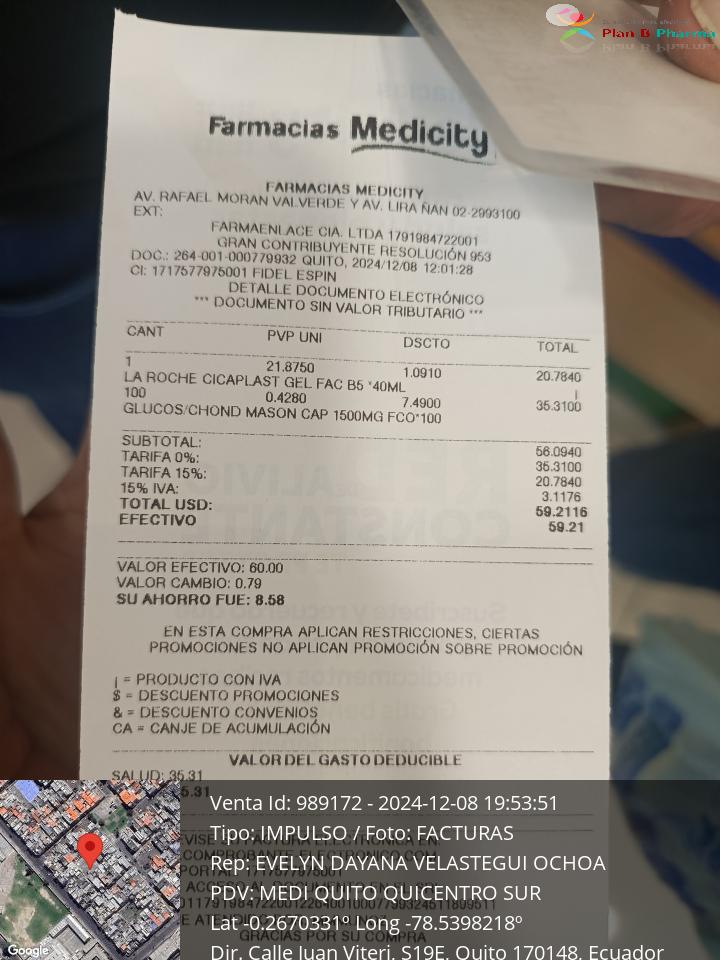 Plan B Pharma
Farmacias Medicity
FARMACIAS MEDICITY
AV. RAFAEL MORAN VALVERDE Y AV. LIRA ÑAN 02-2993100
EXT:
FARMAENLACE CIA. LTDA 1791984722001
GRAN CONTRIBUYENTE RESOLUCIÓN 953
DOC.: 264-001-000779932 QUITO, 2024/12/08 12:01:28
CI: 1717577975001 FIDEL ESPIN
DETALLE DOCUMENTO ELECTRÓNICO
*** DOCUMENTO SIN VALOR TRIBUTARIO ***
CANT PVP UNI DSCTO TOTAL
1 21.8750 1.0910 20.7840
LA ROCHE CICAPLAST GEL FAC B5 *40ML ¡
100 0.4280 7.4900 35.3100
GLUCOS/CHOND MASON CAP 1500MG FCO*100
SUBTOTAL: 56.0940
TARIFA 0%: 35.3100
TARIFA 15%: 20.7840
15% IVA: 3.1176
TOTAL USD: 59.2116
EFECTIVO 59.21
VALOR EFECTIVO: 60.00
VALOR CAMBIO: 0.79
SU AHORRO FUE: 8.58
EN ESTA COMPRA APLICAN RESTRICCIONES, CIERTAS
PROMOCIONES NO APLICAN PROMOCIÓN SOBRE PROMOCIÓN
¡ = PRODUCTO CON IVA
$ = DESCUENTO PROMOCIONES
& = DESCUENTO CONVENIOS
CA = CANJE DE ACUMULACIÓN
VALOR DEL GASTO DEDUCIBLE
SALUD: 35.31
5.31
Venta Id: 989172 - 2024-12-08 19:53:51
Tipo: IMPULSO / Foto: FACTURAS
Rep: EVELYN DAYANA VELASTEGUI OCHOA
PDV: MEDI QUITO QUICENTRO SUR
Lat -0.2670331º Long -78.5398218º
Dir. Calle Juan Viteri, S19E, Quito 170148, Ecuador
GRACIAS POR SU COMPRA
Google